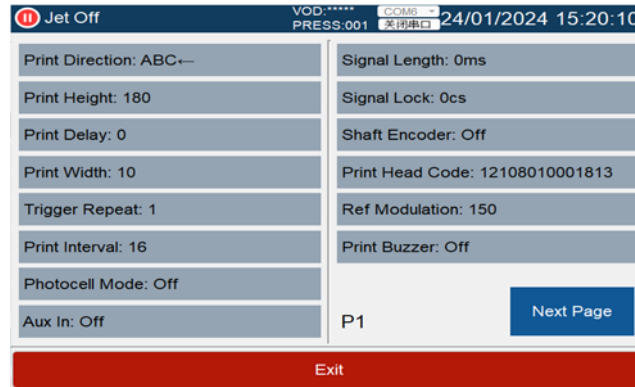 Jet Off
VOD:*****
PRESS:001
COM6
关闭串口
24/01/2024 15:20:10
Print Direction: ABC←
Print Height: 180
Print Delay: 0
Print Width: 10
Trigger Repeat: 1
Print Interval: 16
Photocell Mode: Off
Aux In: Off
Signal Length: 0ms
Signal Lock: 0cs
Shaft Encoder: Off
Print Head Code: 12108010001813
Ref Modulation: 150
Print Buzzer: Off
P1
Next Page
Exit